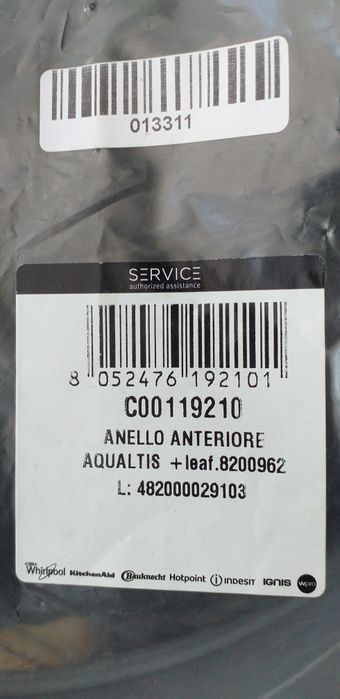 013311
SERVICE
authorized assistance
8 052476 192101
C00119210
ANELLO ANTERIORE
AQUALTIS +leaf.8200962
L: 482000029103
Whirlpool KitchenAid Bauknecht Hotpoint indesit IGNIS wpro